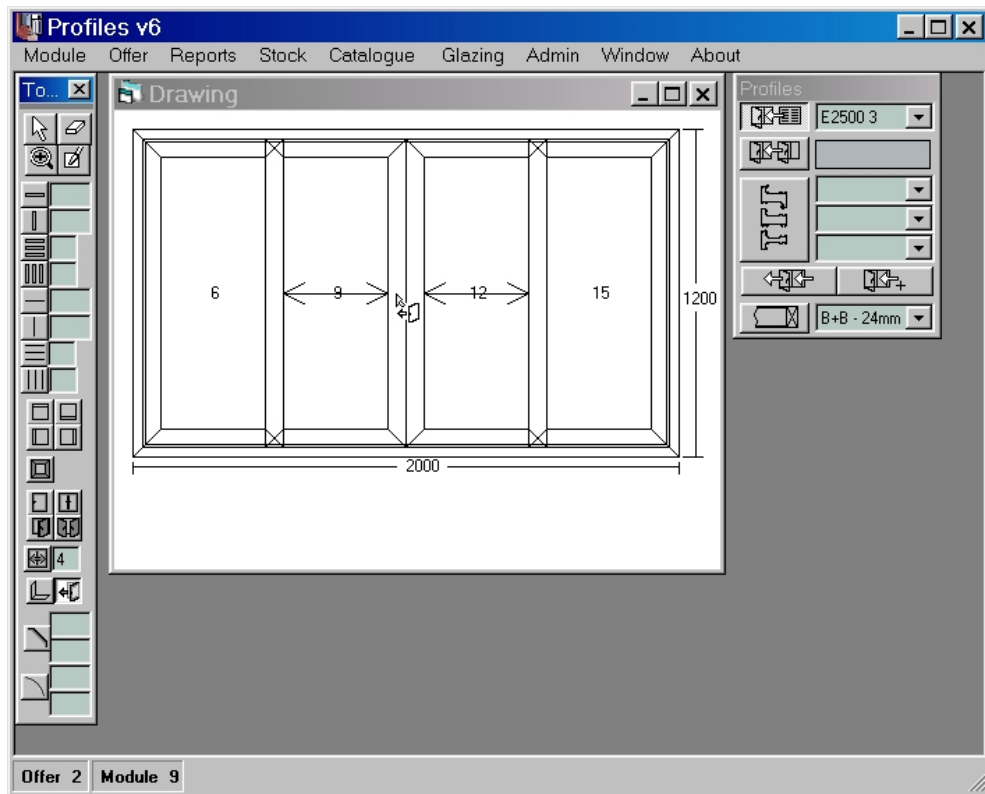 Profiles v6
Module Offer Reports Stock Catalogue Glazing Admin Window About
To...
Drawing
Profiles
E2500 3
6
9
12
15
1200
B+B - 24mm
2000
4
Offer 2 Module 9